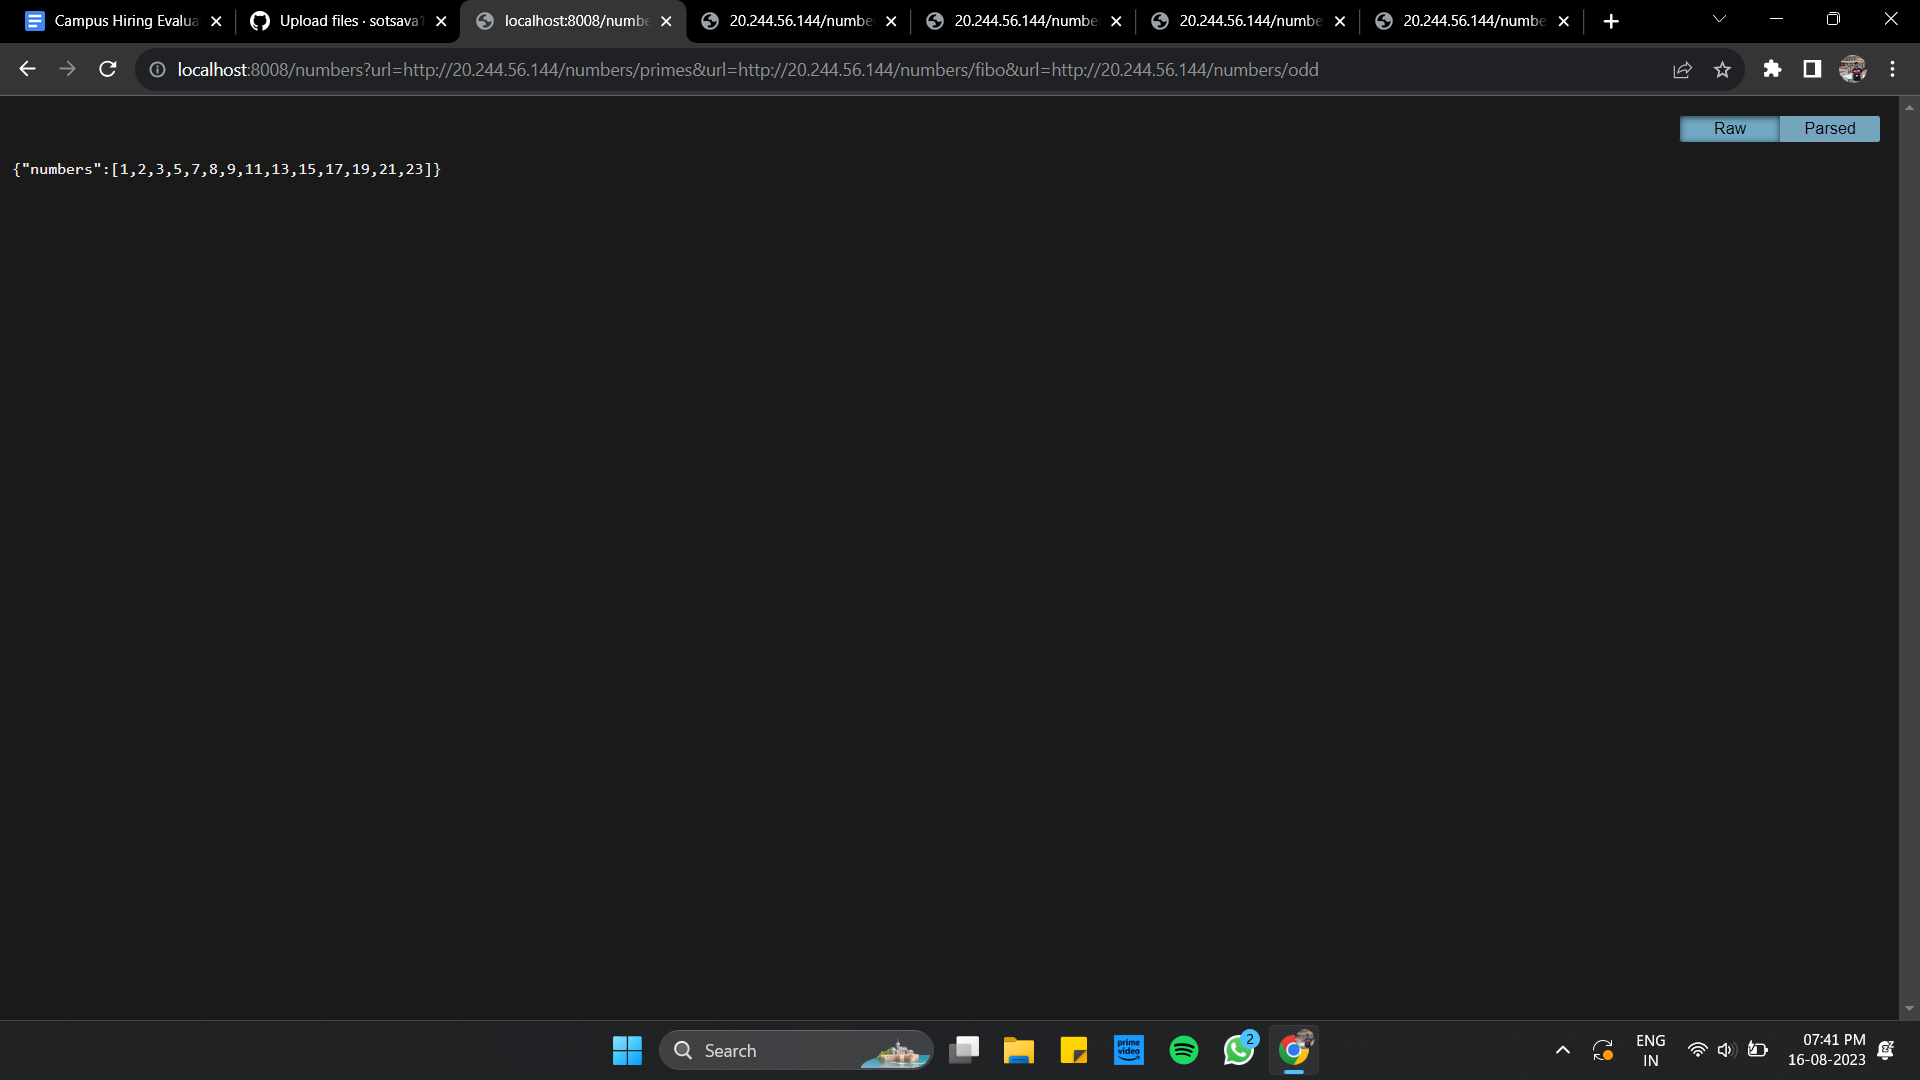 Campus Hiring Evalua
Upload files · sotsava1
localhost:8008/numbe
20.244.56.144/numbe
20.244.56.144/numbe
20.244.56.144/numbe
20.244.56.144/numbe
localhost:8008/numbers?url=http://20.244.56.144/numbers/primes&url=http://20.244.56.144/numbers/fibo&url=http://20.244.56.144/numbers/odd
Raw
Parsed
{"numbers":[1,2,3,5,7,8,9,11,13,15,17,19,21,23]}
Search
prime video
2
ENG
IN
07:41 PM
16-08-2023